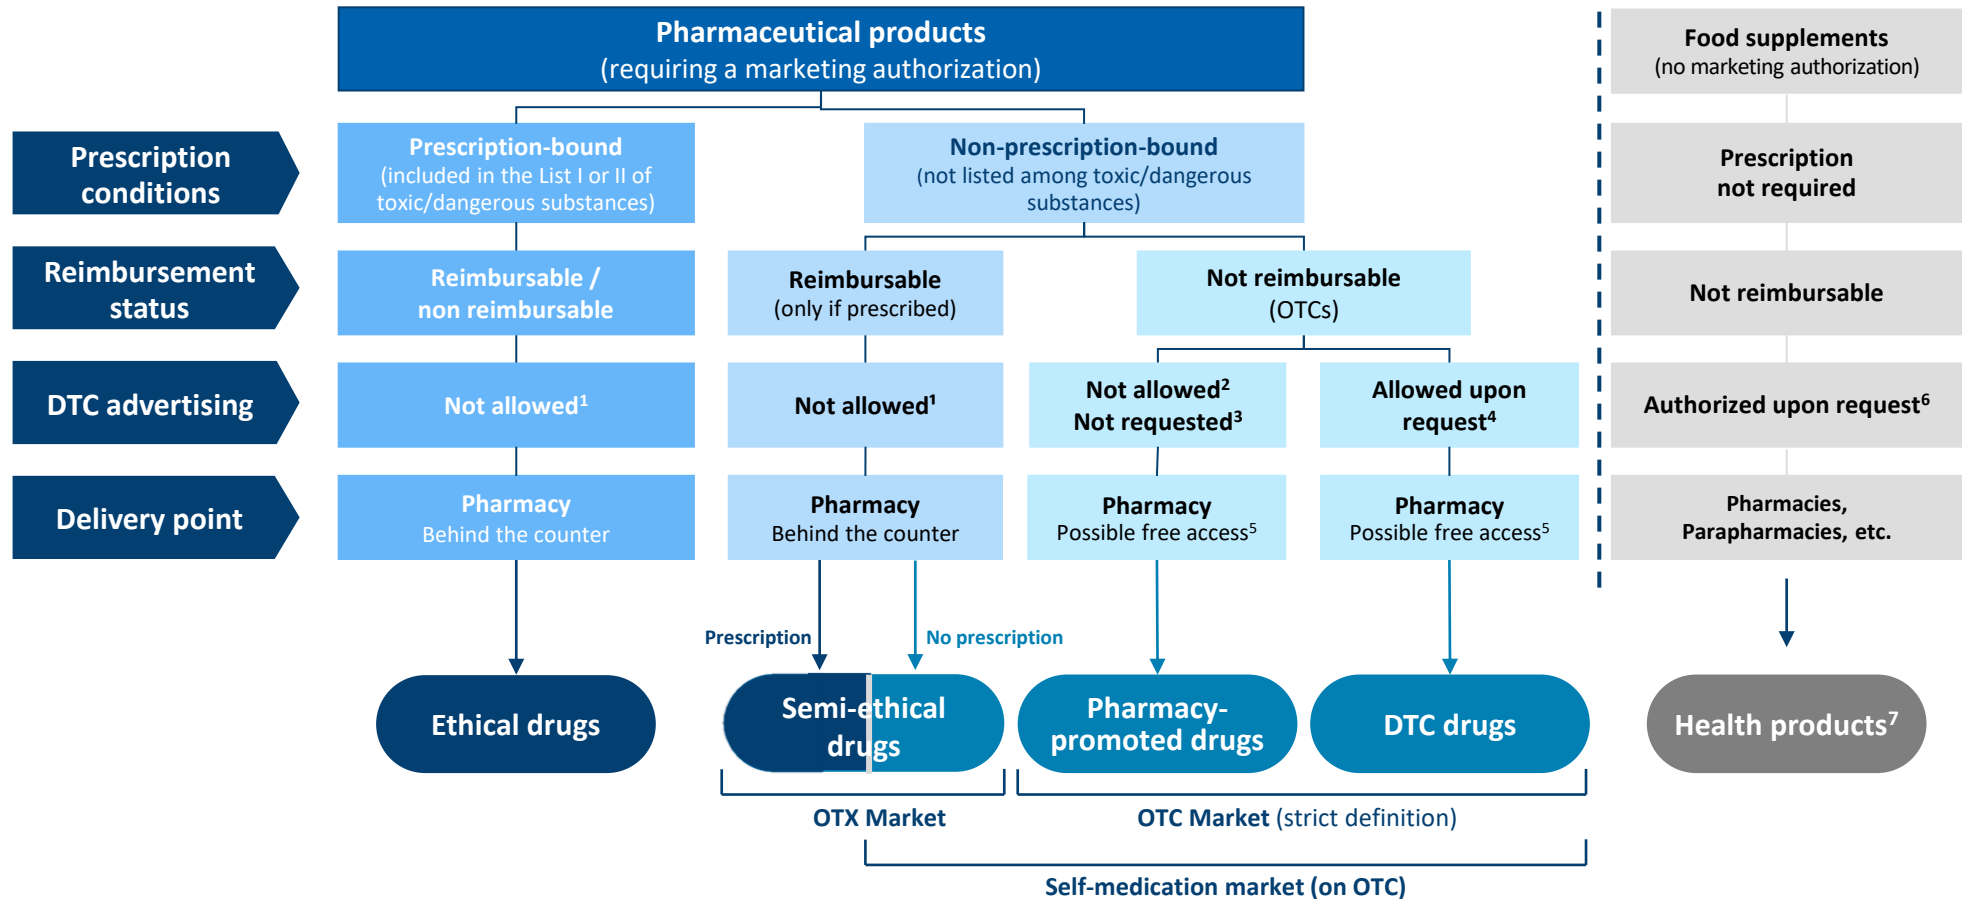 Pharmaceutical products
(requiring a marketing authorization)
Food supplements
(no marketing authorization)
Prescription
conditions
Prescription-bound
(included in the List I or II of
toxic/dangerous substances)
Non-prescription-bound
(not listed among toxic/dangerous
substances)
Prescription
not required
Reimbursement
status
Reimbursable /
non reimbursable
Reimbursable
(only if prescribed)
Not reimbursable
(OTCs)
Not reimbursable
DTC advertising
Not allowed¹
Not allowed¹
Not allowed²
Not requested³
Allowed upon
request⁴
Authorized upon request⁶
Delivery point
Pharmacy
Behind the counter
Pharmacy
Behind the counter
Pharmacy
Possible free access⁵
Pharmacy
Possible free access⁵
Pharmacies,
Parapharmacies, etc.
Prescription
No prescription
Ethical drugs
Semi-ethical
drugs
Pharmacy-
promoted drugs
DTC drugs
Health products⁷
OTX Market
OTC Market (strict definition)
Self-medication market (on OTC)